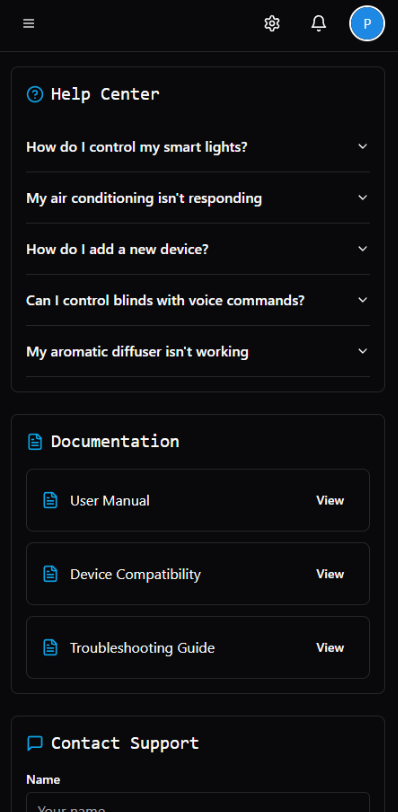 P
Help Center
How do I control my smart lights?
My air conditioning isn't responding
How do I add a new device?
Can I control blinds with voice commands?
My aromatic diffuser isn't working
Documentation
User Manual View
Device Compatibility View
Troubleshooting Guide View
Contact Support
Name
Your name